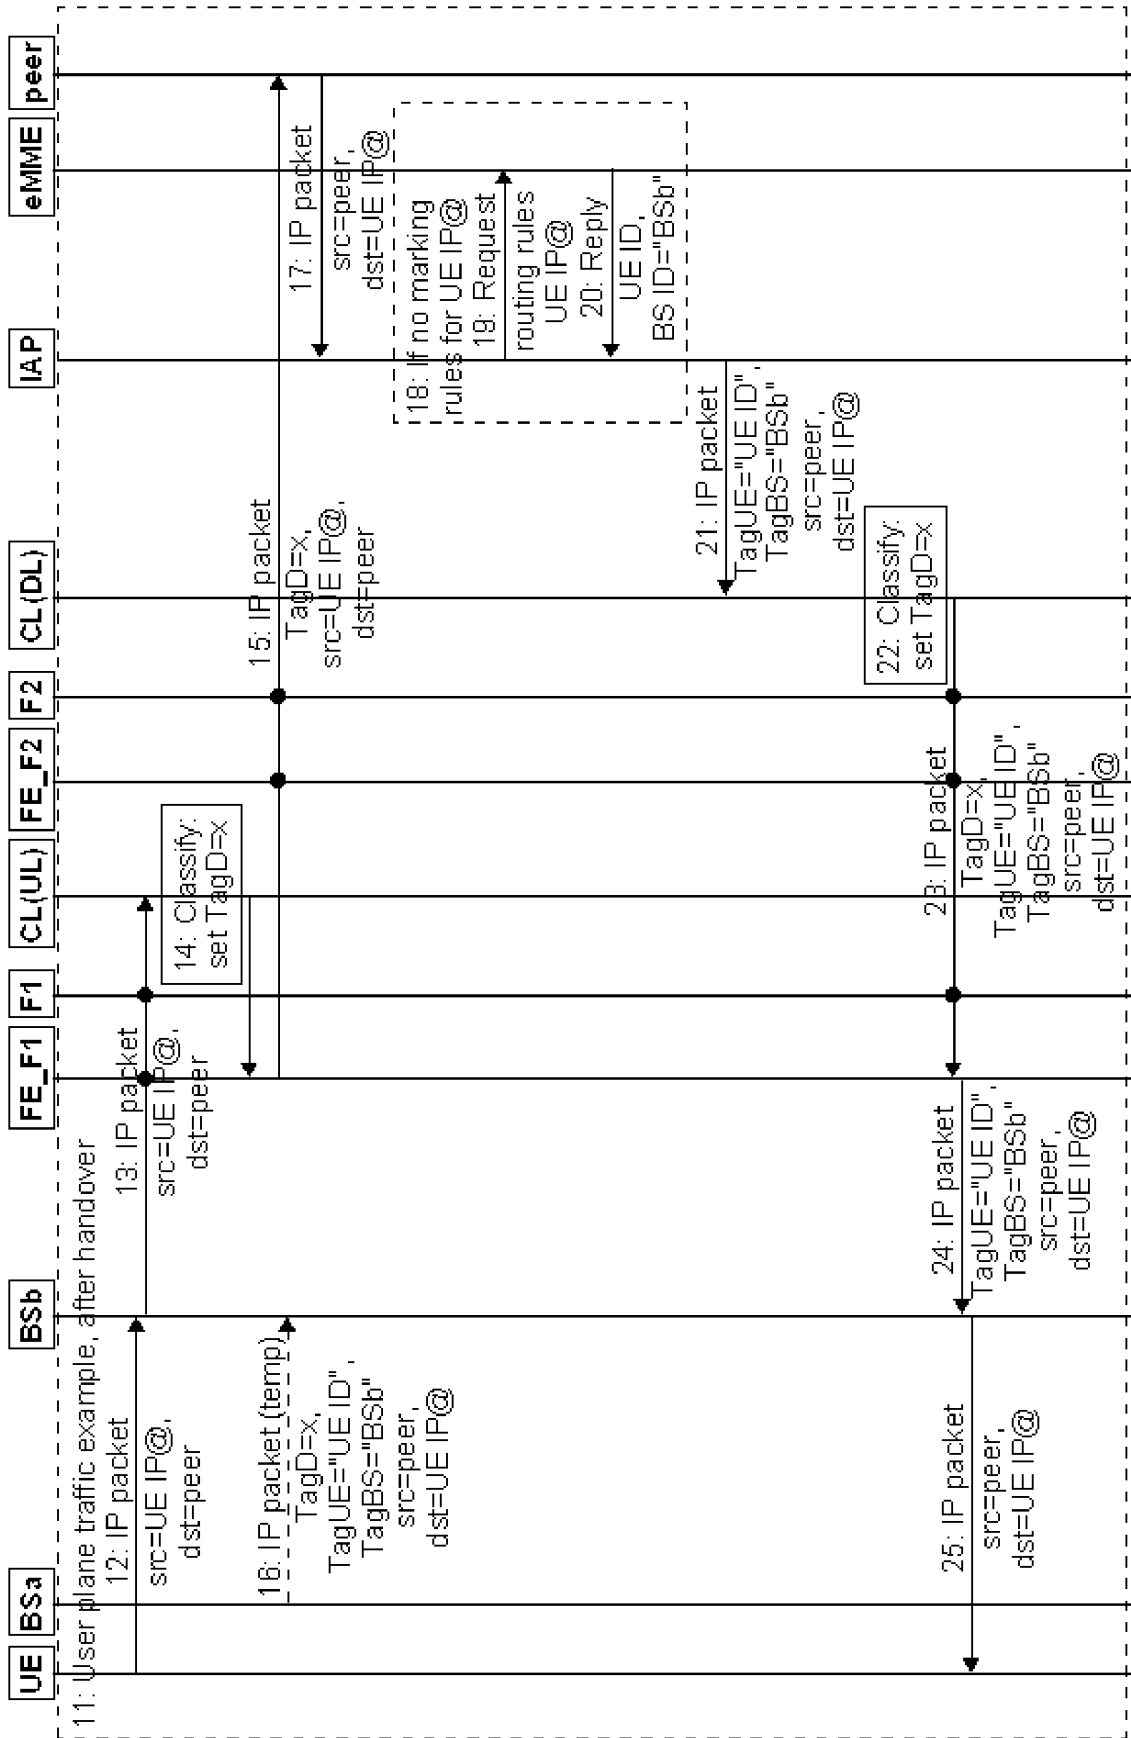 UE
BSa
BSb
FE_F1
F1
CL(UL)
FE_F2
F2
CL(DL)
IAP
eMME
peer
11: User plane traffic example, after handover
12: IP packet
src=UE IP@,
dst=peer
13: IP packet
src=UE IP@,
dst=peer
14: Classify:
set TagD=x
15: IP packet
TagD=x,
src=UE IP@,
dst=peer
16: IP packet (temp)
TagD=x,
TagUE="UE ID",
TagBS="BSb"
src=peer,
dst=UE IP@
17: IP packet
src=peer,
dst=UE IP@
18: If no marking
rules for UE IP@
19: Request
routing rules
UE IP@
20: Reply
UE ID,
BS ID="BSb"
21: IP packet
TagUE="UE ID",
TagBS="BSb"
src=peer,
dst=UE IP@
22: Classify:
set TagD=x
23: IP packet
TagD=x,
TagUE="UE ID",
TagBS="BSb"
src=peer,
dst=UE IP@
24: IP packet
TagUE="UE ID",
TagBS="BSb"
src=peer,
dst=UE IP@
25: IP packet
src=peer,
dst=UE IP@